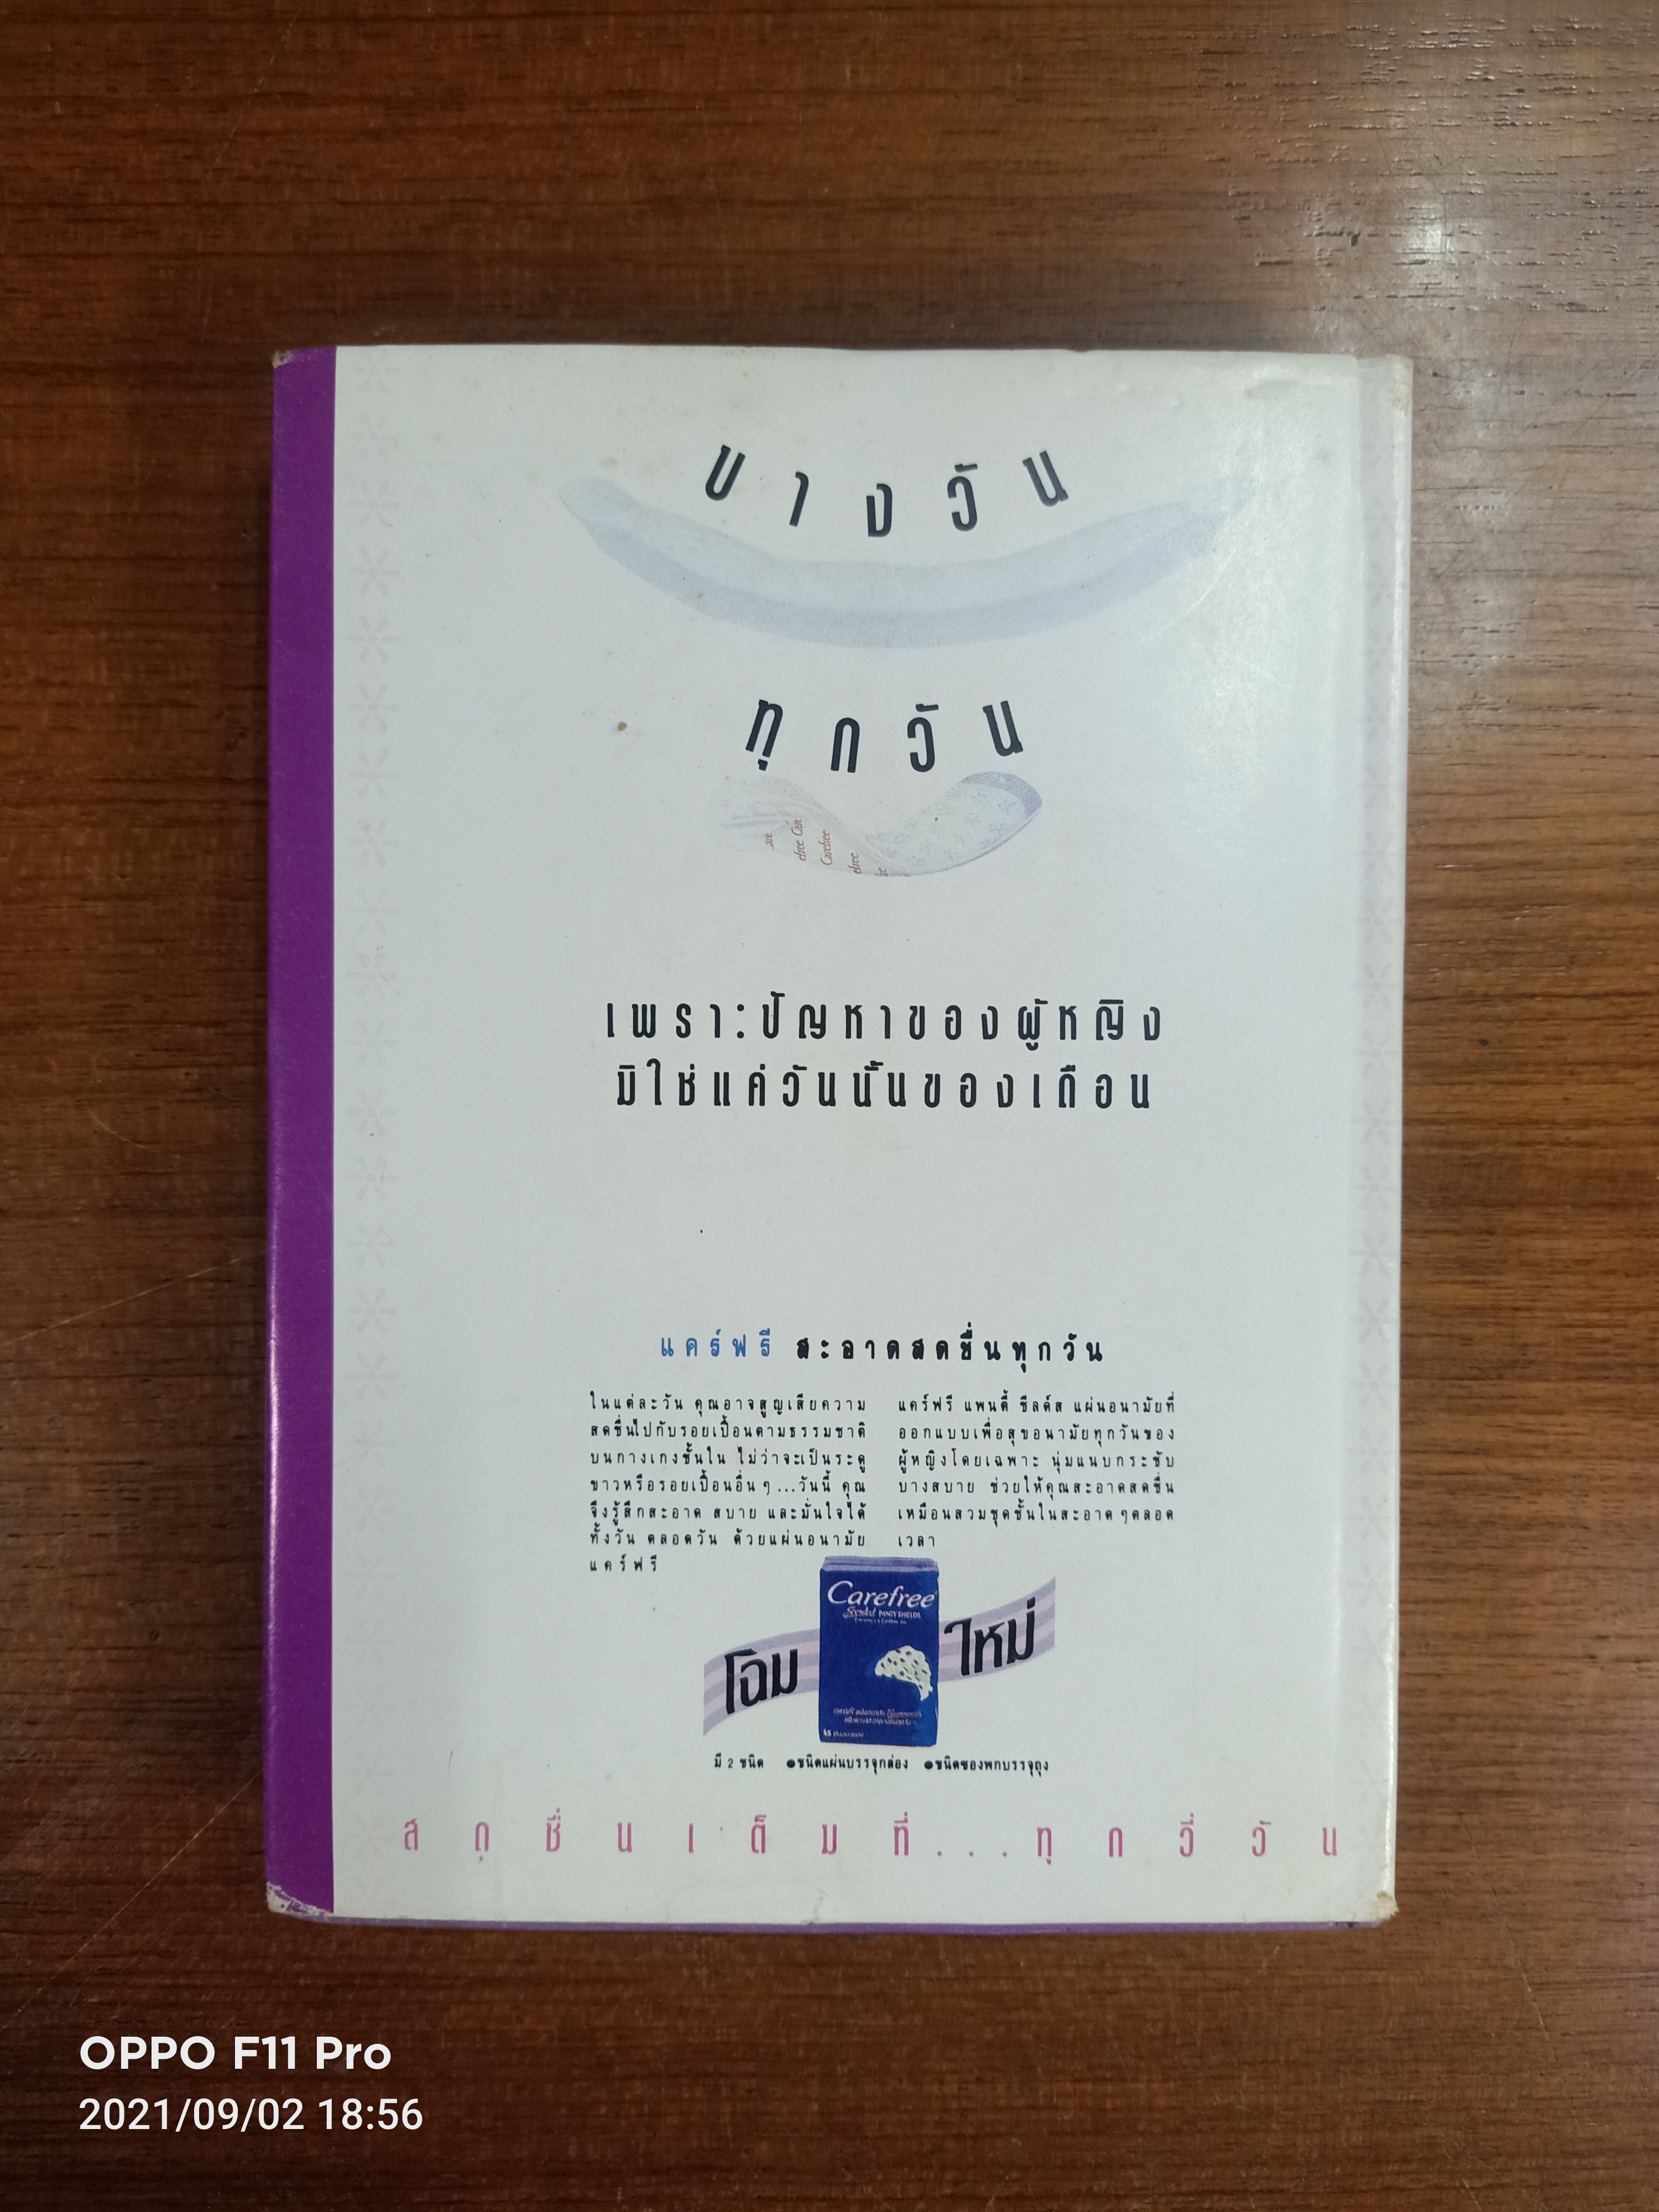 บางวัน
ทุกวัน
Carefree
เพราะปัญหาของผู้หญิง
มิใช่แค่วันนั้นของเดือน
แคร์ฟรี สะอาดสดชื่นทุกวัน
ในแต่ละวัน คุณอาจสูญเสียความ
สดชื่นไปกับรอยเปื้อนตามธรรมชาติ
บนกางเกงชั้นใน ไม่ว่าจะเป็นระดู
ขาวหรือรอยเปื้อนอื่นๆ...วันนี้ คุณ
จึงรู้สึกสะอาด สบาย และมั่นใจได้
ทั้งวัน ตลอดวัน ด้วยแผ่นอนามัย
แคร์ฟรี
แคร์ฟรี แพนตี้ ชีลด์ส แผ่นอนามัยที่
ออกแบบเพื่อสุขอนามัยทุกวันของ
ผู้หญิงโดยเฉพาะ นุ่มแนบกระชับ
บางสบาย ช่วยให้คุณสะอาดสดชื่น
เหมือนสวมชุดชั้นในสะอาดๆตลอด
เวลา
Carefree
Scented PANTY SHIELDS
โฉม ใหม่
มี 2 ชนิด ●ชนิดแผ่นบรรจุกล่อง ●ชนิดซองพกบรรจุถุง
สดชื่นเต็มที่...ทุกวี่วัน
OPPO F11 Pro
2021/09/02 18:56